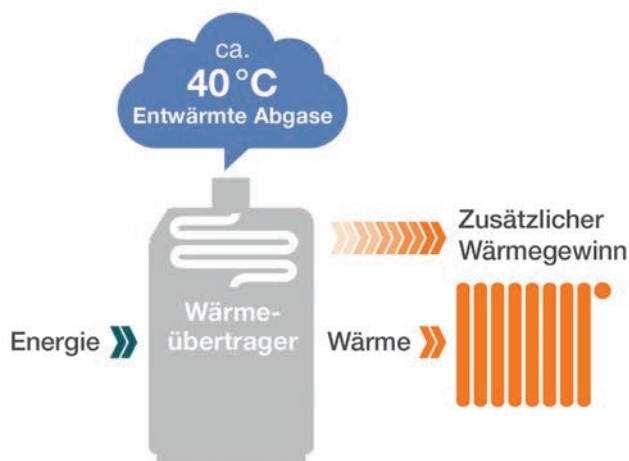 ca.
40 °C
Entwärmte Abgase
Zusätzlicher
Wärmegewinn
Wärme-
übertrager
Energie
Wärme